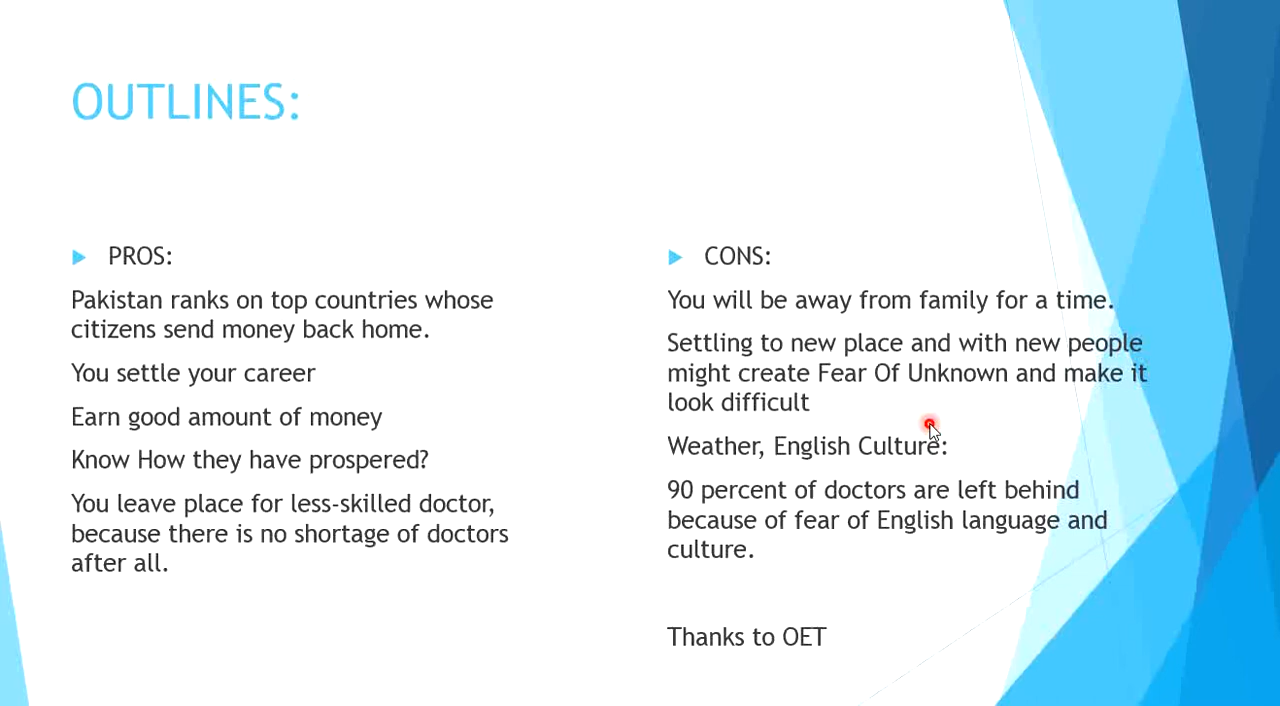 OUTLINES:
PROS:
Pakistan ranks on top countries whose
citizens send money back home.
You settle your career
Earn good amount of money
Know How they have prospered?
You leave place for less-skilled doctor,
because there is no shortage of doctors
after all.
CONS:
You will be away from family for a time.
Settling to new place and with new people
might create Fear Of Unknown and make it
look difficult
Weather, English Culture:
90 percent of doctors are left behind
because of fear of English language and
culture.
Thanks to OET